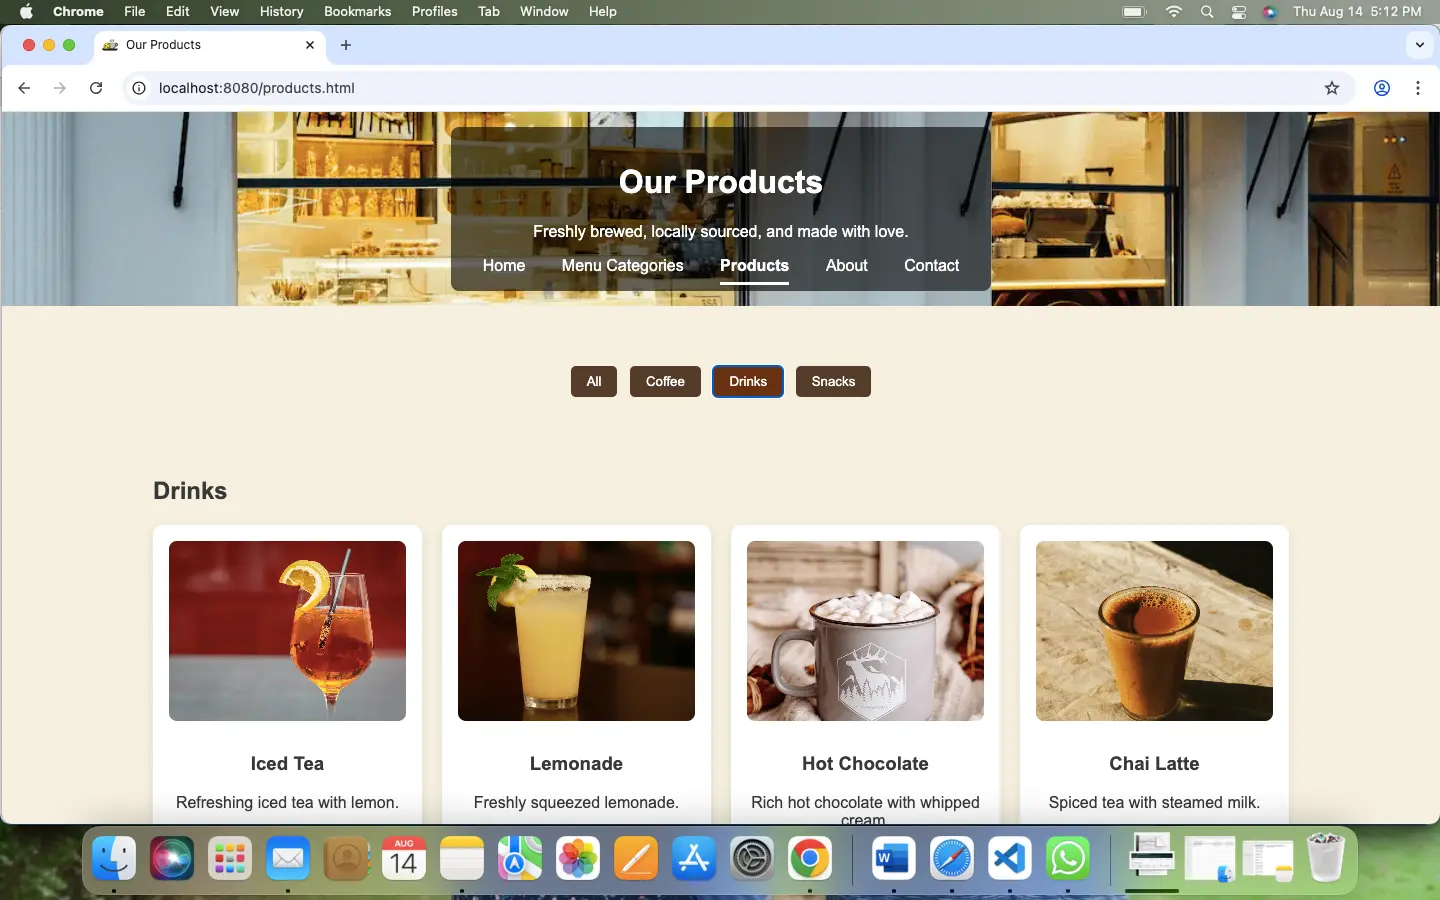 Chrome File Edit View History Bookmarks Profiles Tab Window Help Thu Aug 14 5:12 PM
Our Products
localhost:8080/products.html
Our Products
Freshly brewed, locally sourced, and made with love.
Home Menu Categories Products About Contact
All Coffee Drinks Snacks
Drinks
Iced Tea Lemonade Hot Chocolate Chai Latte
Refreshing iced tea with lemon. Freshly squeezed lemonade. Rich hot chocolate with whipped Spiced tea with steamed milk.
cream.
AUG
14
W